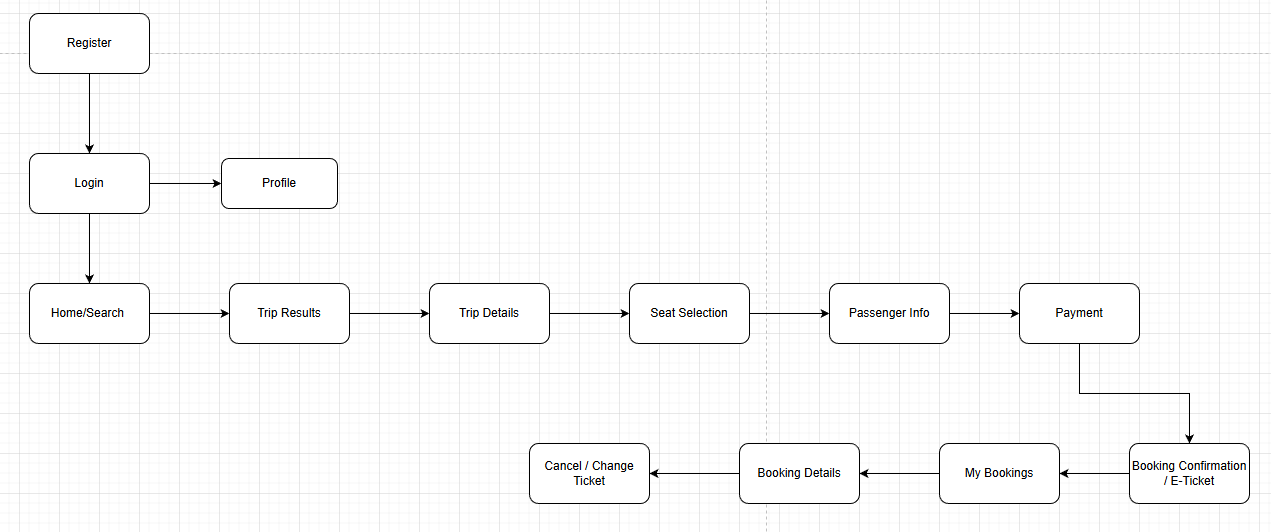 Register
Login
Profile
Home/Search
Trip Results
Trip Details
Seat Selection
Passenger Info
Payment
Cancel / Change
Ticket
Booking Details
My Bookings
Booking Confirmation
/ E-Ticket